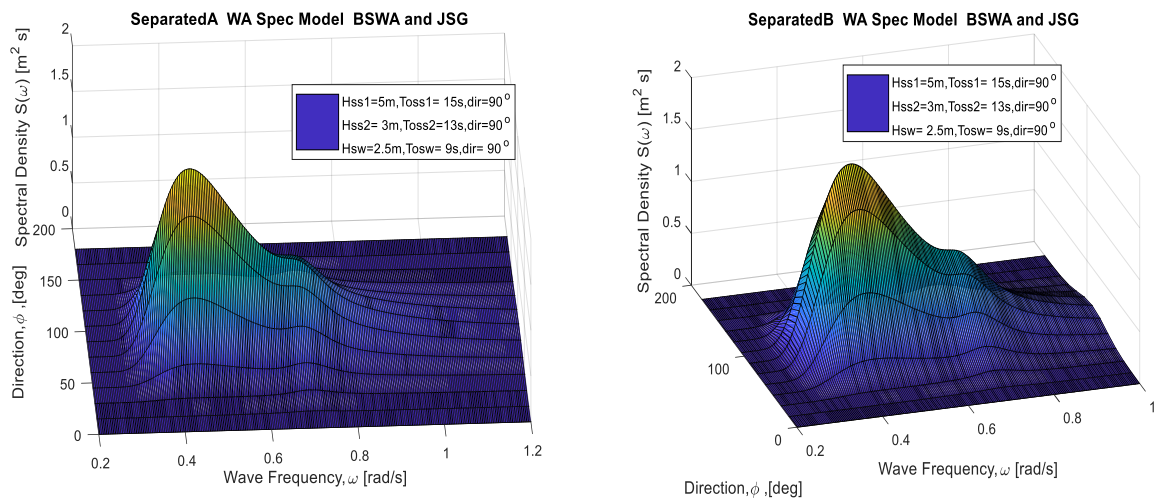 SeparatedA WA Spec Model BSWA and JSG
Spectral Density S(ω) [m² s]
2
1.5
1
0.5
0
Hss1=5m,Toss1= 15s,dir=90°
Hss2= 3m,Toss2=13s,dir=90°
Hsw=2.5m,Tosw= 9s,dir= 90°
200
150
100
50
0
Direction,ϕ ,[deg]
0.2
0.4
0.6
0.8
1
1.2
Wave Frequency, ω [rad/s]
SeparatedB WA Spec Model BSWA and JSG
Spectral Density S(ω) [m² s]
2
1.5
1
0.5
0
Hss1=5m,Toss1= 15s,dir=90°
Hss2=3m,Toss2= 13s,dir=90°
Hsw= 2.5m,Tosw= 9s,dir=90°
200
100
0
0.2
0.4
0.6
0.8
1
Wave Frequency, ω [rad/s]
Direction,ϕ ,[deg]